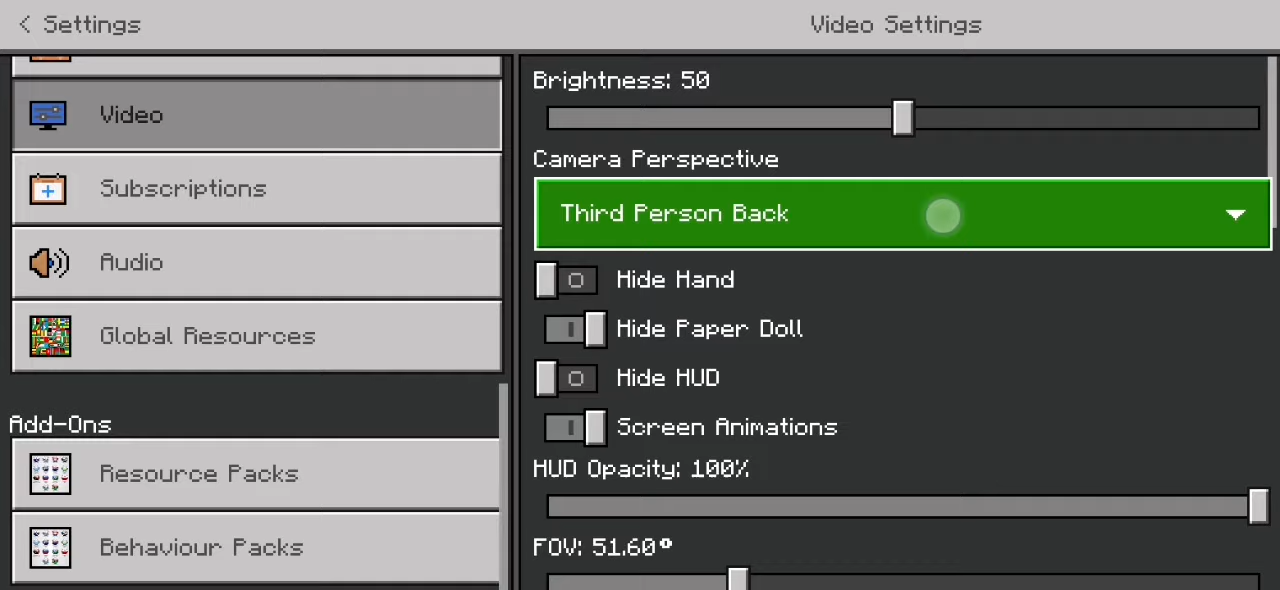 Settings
Video Settings
Video
Subscriptions
Audio
Global Resources
Add-Ons
Resource Packs
Behaviour Packs
Brightness: 50
Camera Perspective
Third Person Back
Hide Hand
Hide Paper Doll
Hide HUD
Screen Animations
HUD Opacity: 100%
FOV: 51.60°